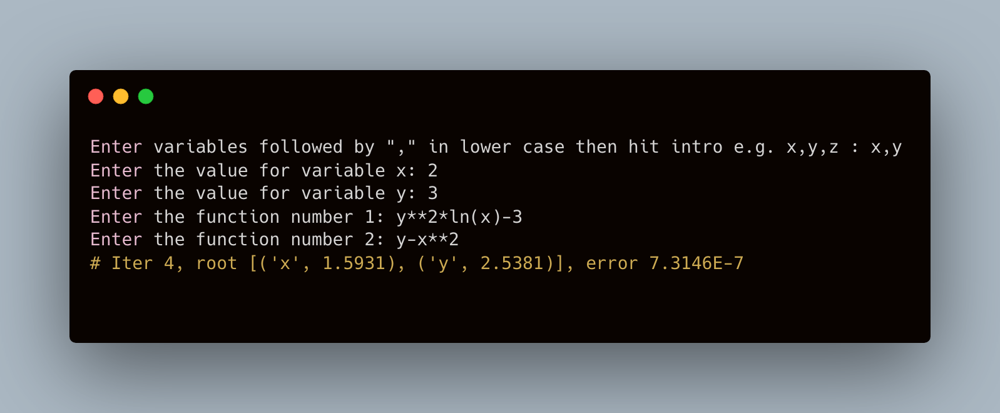 Enter variables followed by "," in lower case then hit intro e.g. x,y,z : x,y
Enter the value for variable x: 2
Enter the value for variable y: 3
Enter the function number 1: y**2*ln(x)-3
Enter the function number 2: y-x**2
# Iter 4, root [('x', 1.5931), ('y', 2.5381)], error 7.3146E-7